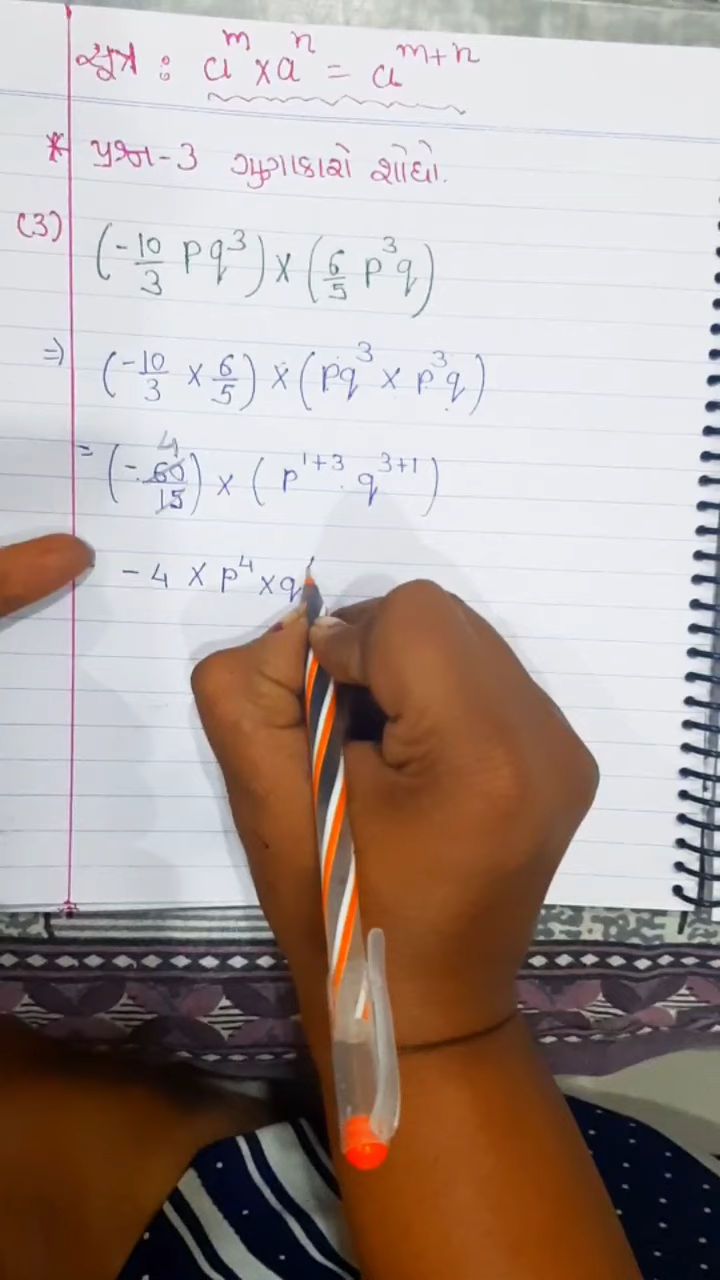 સૂત્ર : a^m × a^n = a^{m+n}
* પ્રશ્ન-3 ગુણાકારો શોધો.
(3) (-10/3 pq^3) × (6/5 p^3q)
⇒ (-10/3 × 6/5) × (pq^3 × p^3q)
= (-60/15 4) × (p^{1+3} · q^{3+1})
-4 × p^4 × q